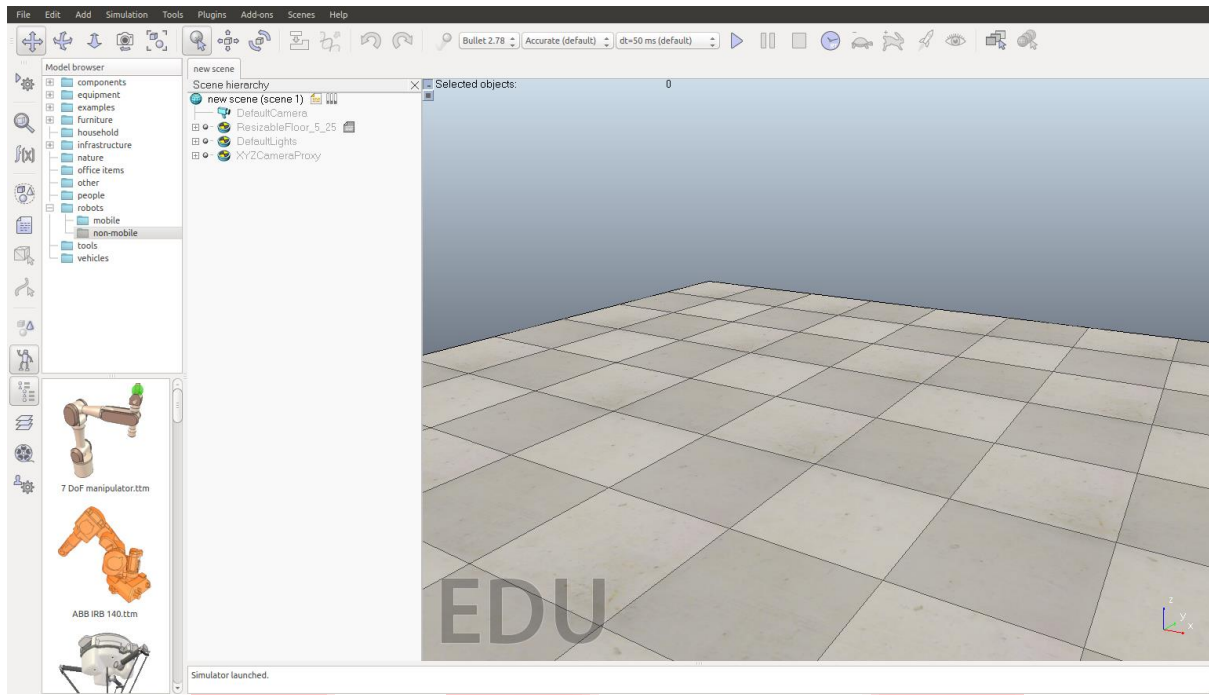 File Edit Add Simulation Tools Plugins Add-ons Scenes Help
Bullet 2.78 Accurate (default) dt=50 ms (default)
Model browser
components
equipment
examples
furniture
household
infrastructure
nature
office items
other
people
robots
mobile
non-mobile
tools
vehicles
7 DoF manipulator.ttm
ABB IRB 140.ttm
new scene
Scene hierarchy
new scene (scene 1)
DefaultCamera
ResizableFloor_5_25
DefaultLights
XYZCameraProxy
Selected objects: 0
EDU
z
y
x
Simulator launched.
f(x)